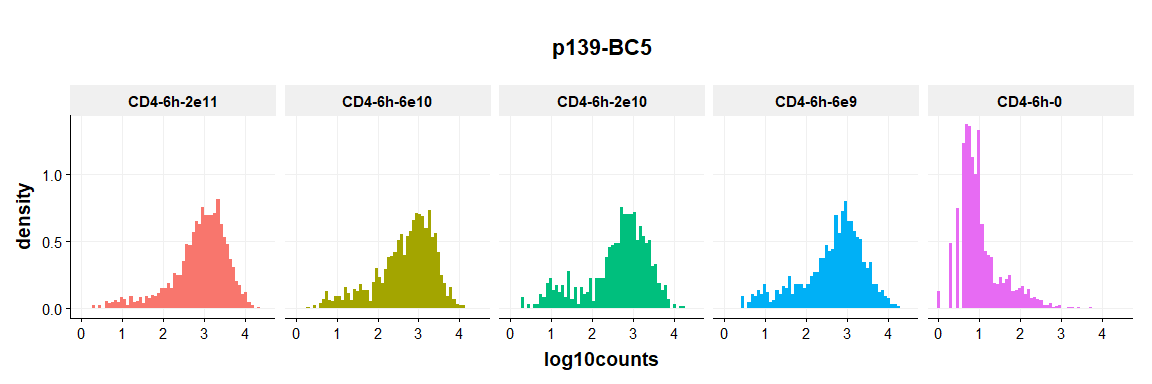 p139-BC5
CD4-6h-2e11 CD4-6h-6e10 CD4-6h-2e10 CD4-6h-6e9 CD4-6h-0
density
1.0
0.5
0.0
0 1 2 3 4 0 1 2 3 4 0 1 2 3 4 0 1 2 3 4 0 1 2 3 4
log10counts